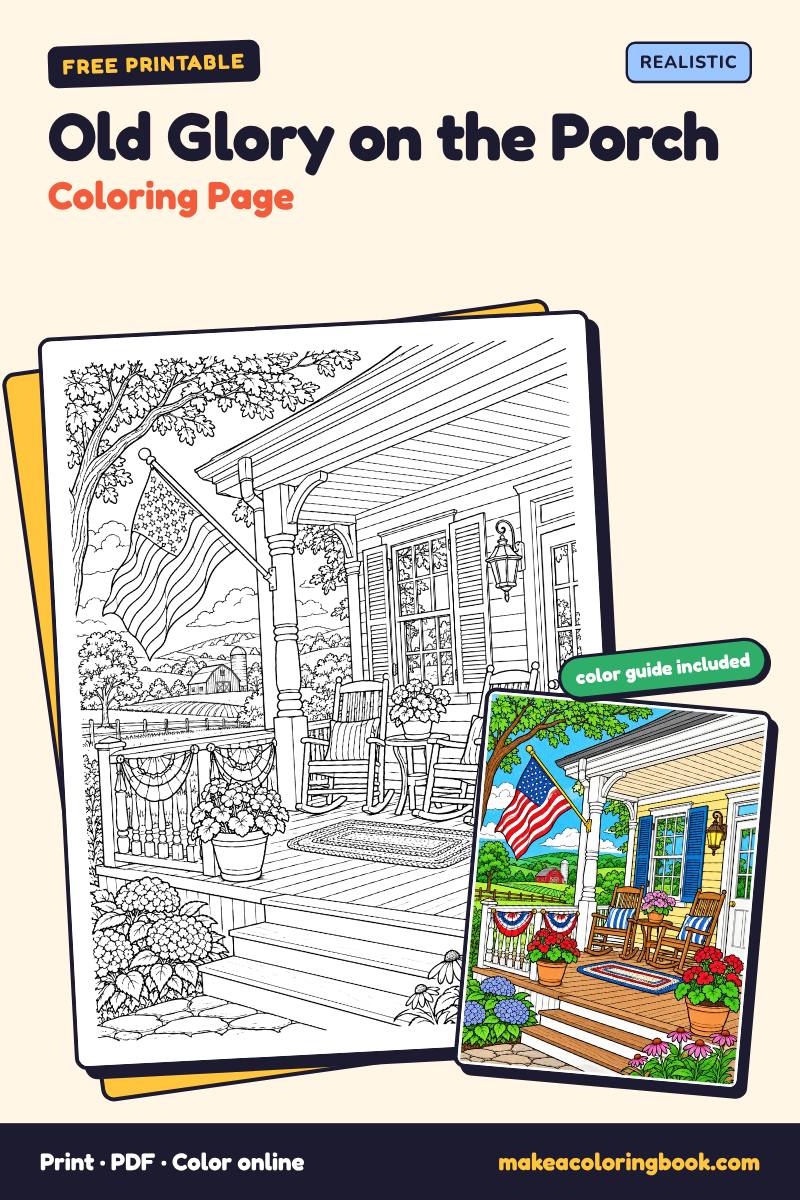 FREE PRINTABLE
REALISTIC
Old Glory on the Porch
Coloring Page
color guide included
Print · PDF · Color online
makeacoloringbook.com